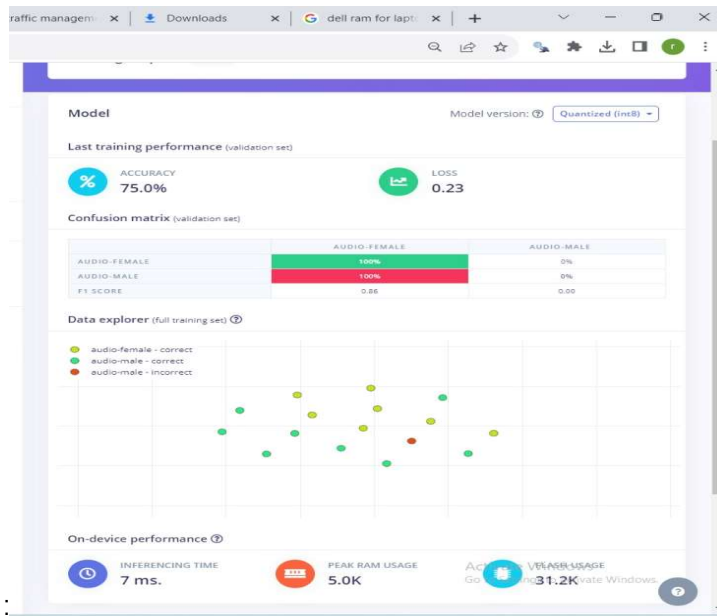 raffic managem × Downloads × G dell ram for lapt × +
r
Model
Model version: Quantized (int8)
Last training performance (validation set)
% ACCURACY
75.0%
LOSS
0.23
Confusion matrix (validation set)
AUDIO-FEMALE AUDIO-MALE
AUDIO-FEMALE 100% 0%
AUDIO-MALE 100% 0%
F1 SCORE 0.86 0.00
Data explorer (full training set) ?
audio-female - correct
audio-male - correct
audio-male - incorrect
On-device performance ?
INFERENCING TIME
7 ms.
PEAK RAM USAGE
5.0K
FLASH USAGE
31.2K
Windows.
?
: